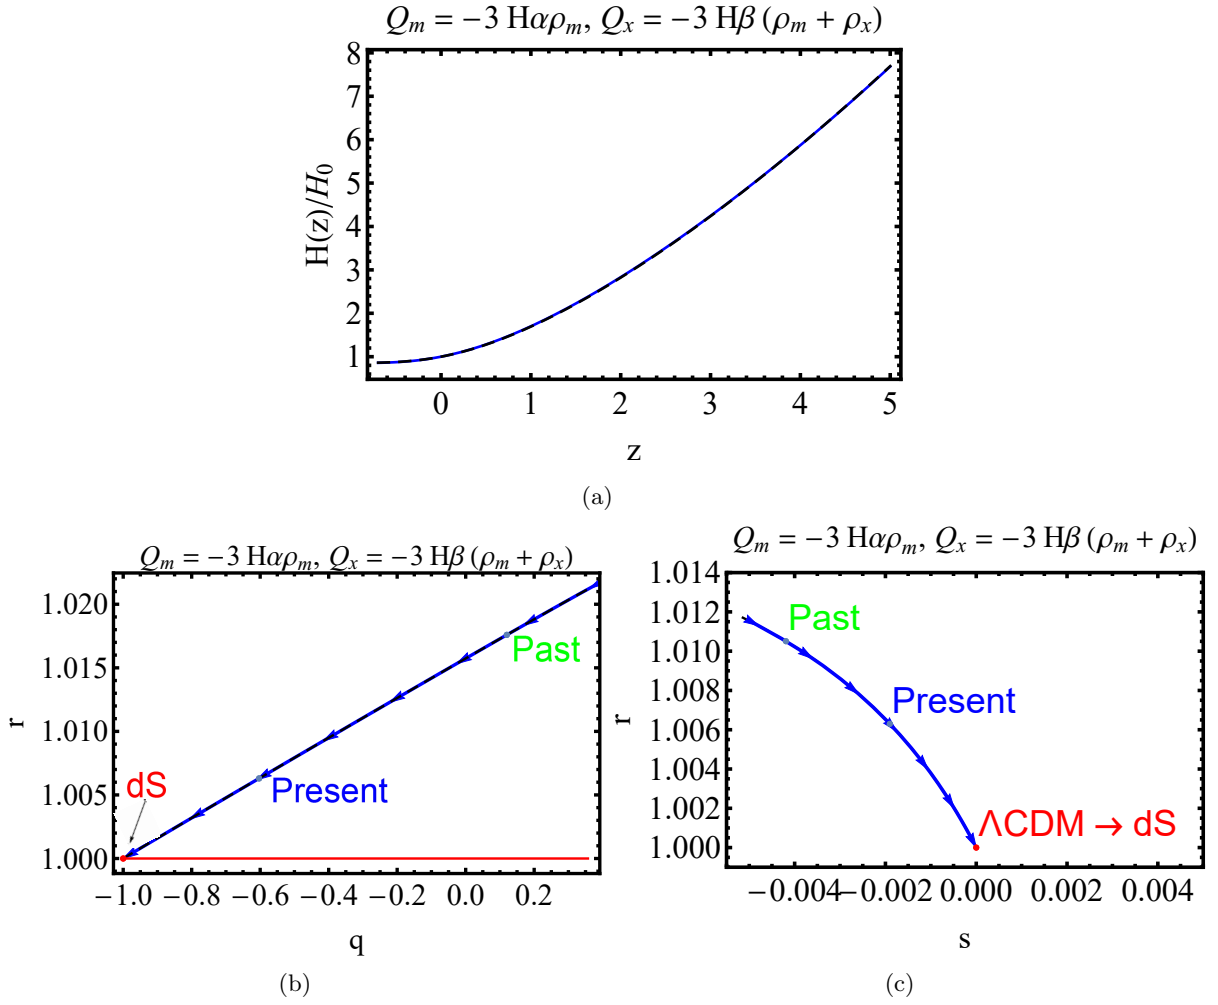 Q_m = −3 Hαρ_m, Q_x = −3 Hβ (ρ_m + ρ_x)
8
7
6
5
4
3
2
1
H(z)/H_0
0 1 2 3 4 5
z
(a)
Q_m = −3 Hαρ_m, Q_x = −3 Hβ (ρ_m + ρ_x)
1.020
1.015
1.010
1.005
1.000
r
Past
Present
dS
−1.0 −0.8 −0.6 −0.4 −0.2 0.0 0.2
q
(b)
Q_m = −3 Hαρ_m, Q_x = −3 Hβ (ρ_m + ρ_x)
1.014
1.012
1.010
1.008
1.006
1.004
1.002
1.000
r
Past
Present
ΛCDM → dS
−0.004 −0.002 0.000 0.002 0.004
s
(c)